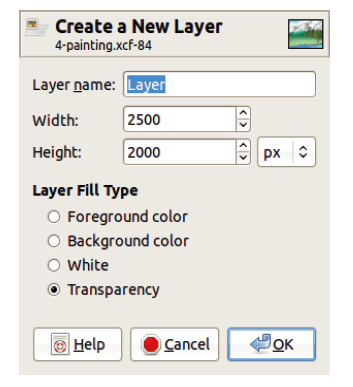 Create a New Layer
4-painting.xcf-84
Layer name: Layer
Width: 2500
Height: 2000 px
Layer Fill Type
Foreground color
Background color
White
Transparency
Help Cancel OK